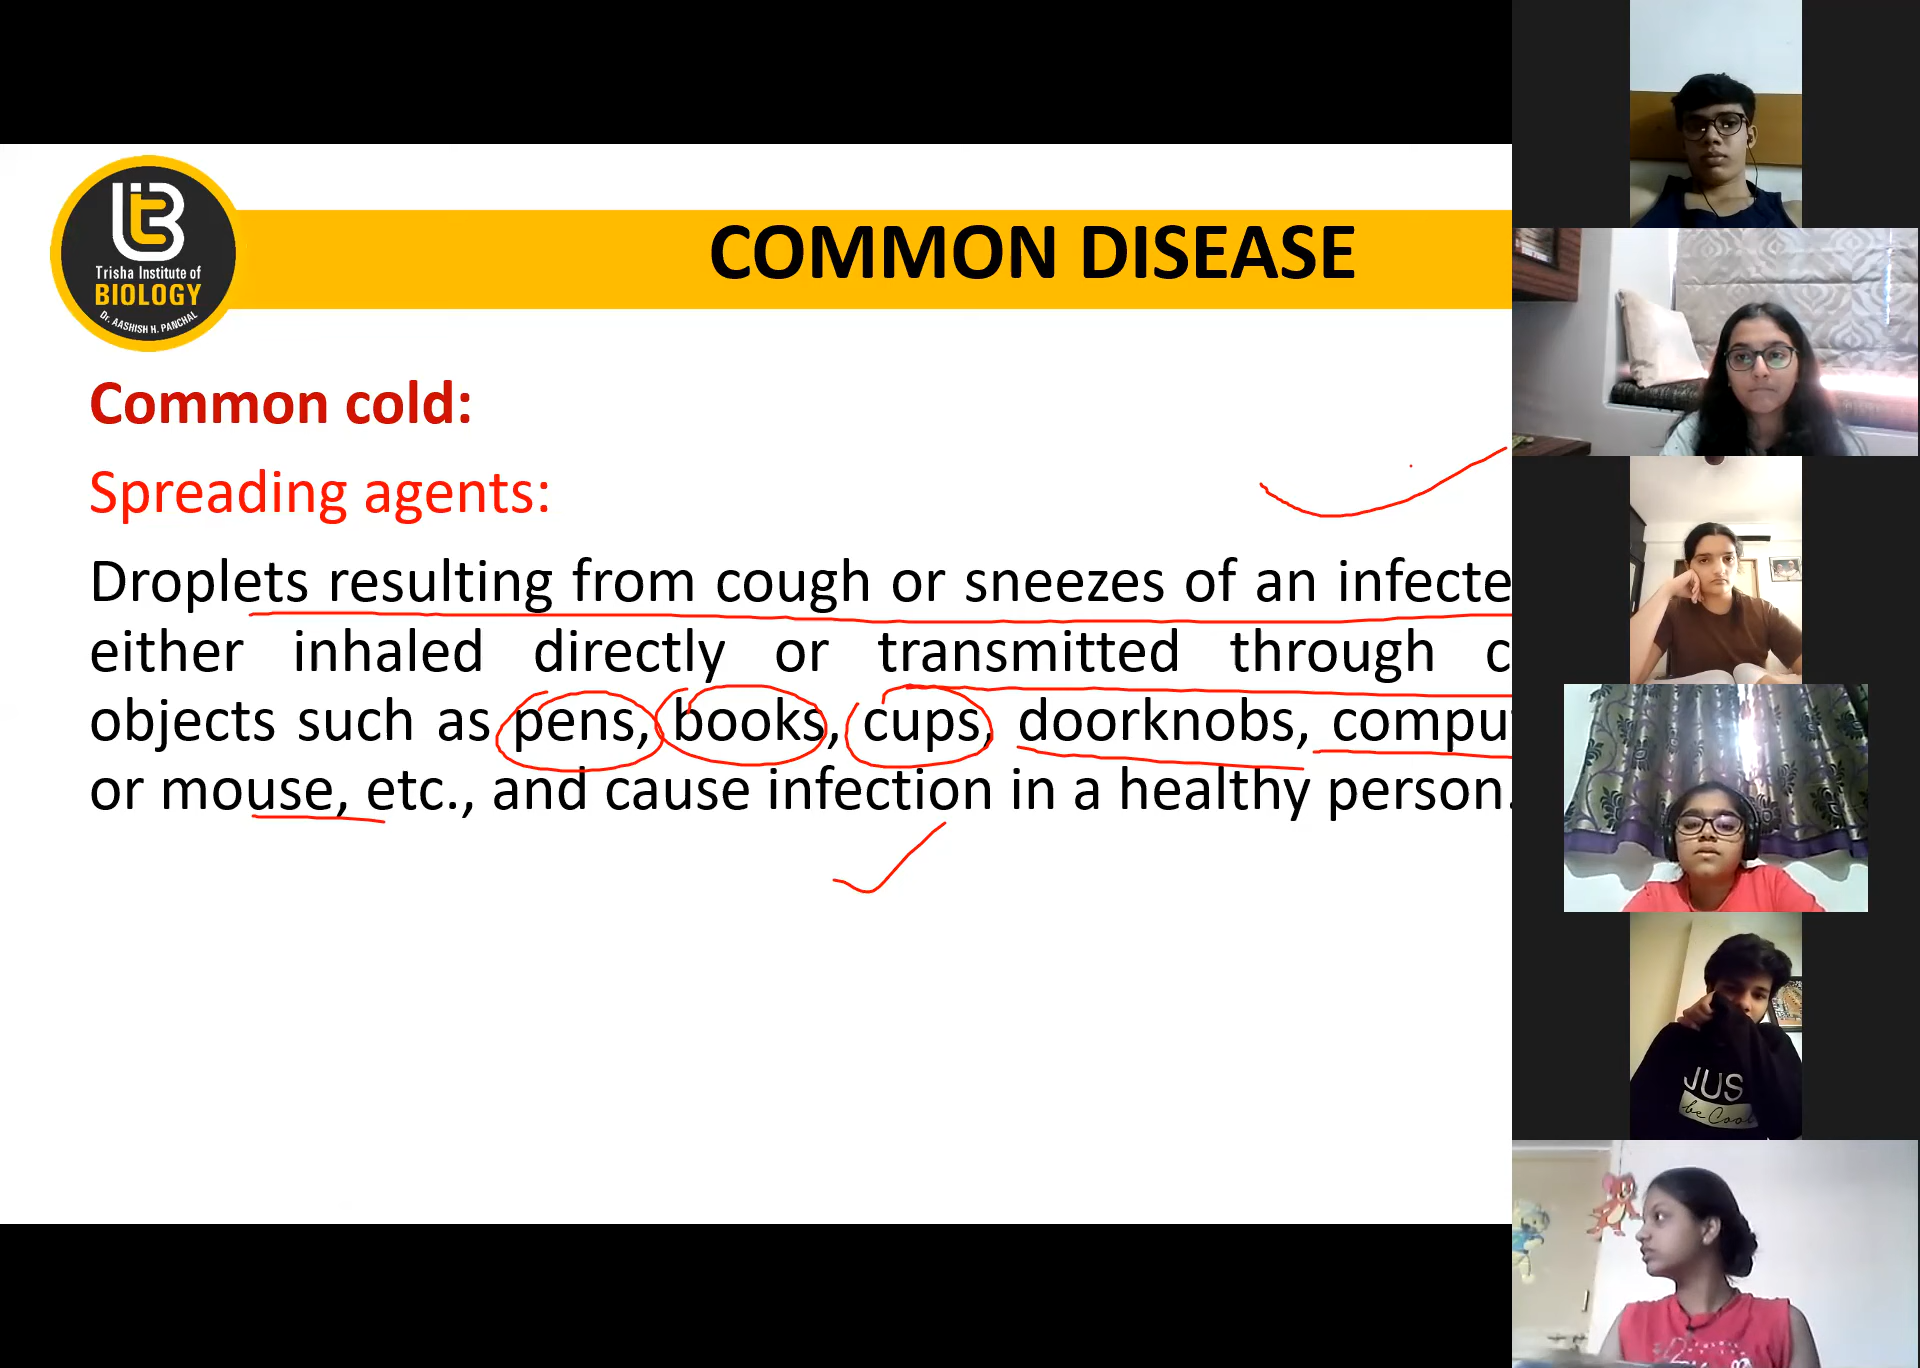 Trisha Institute of
BIOLOGY
Dr. AASHISH H. PANCHAL
COMMON DISEASE
Common cold:
Spreading agents:
Droplets resulting from cough or sneezes of an infecte
either inhaled directly or transmitted through c
objects such as pens, books, cups, doorknobs, compu
or mouse, etc., and cause infection in a healthy person.
JUS
be Cool